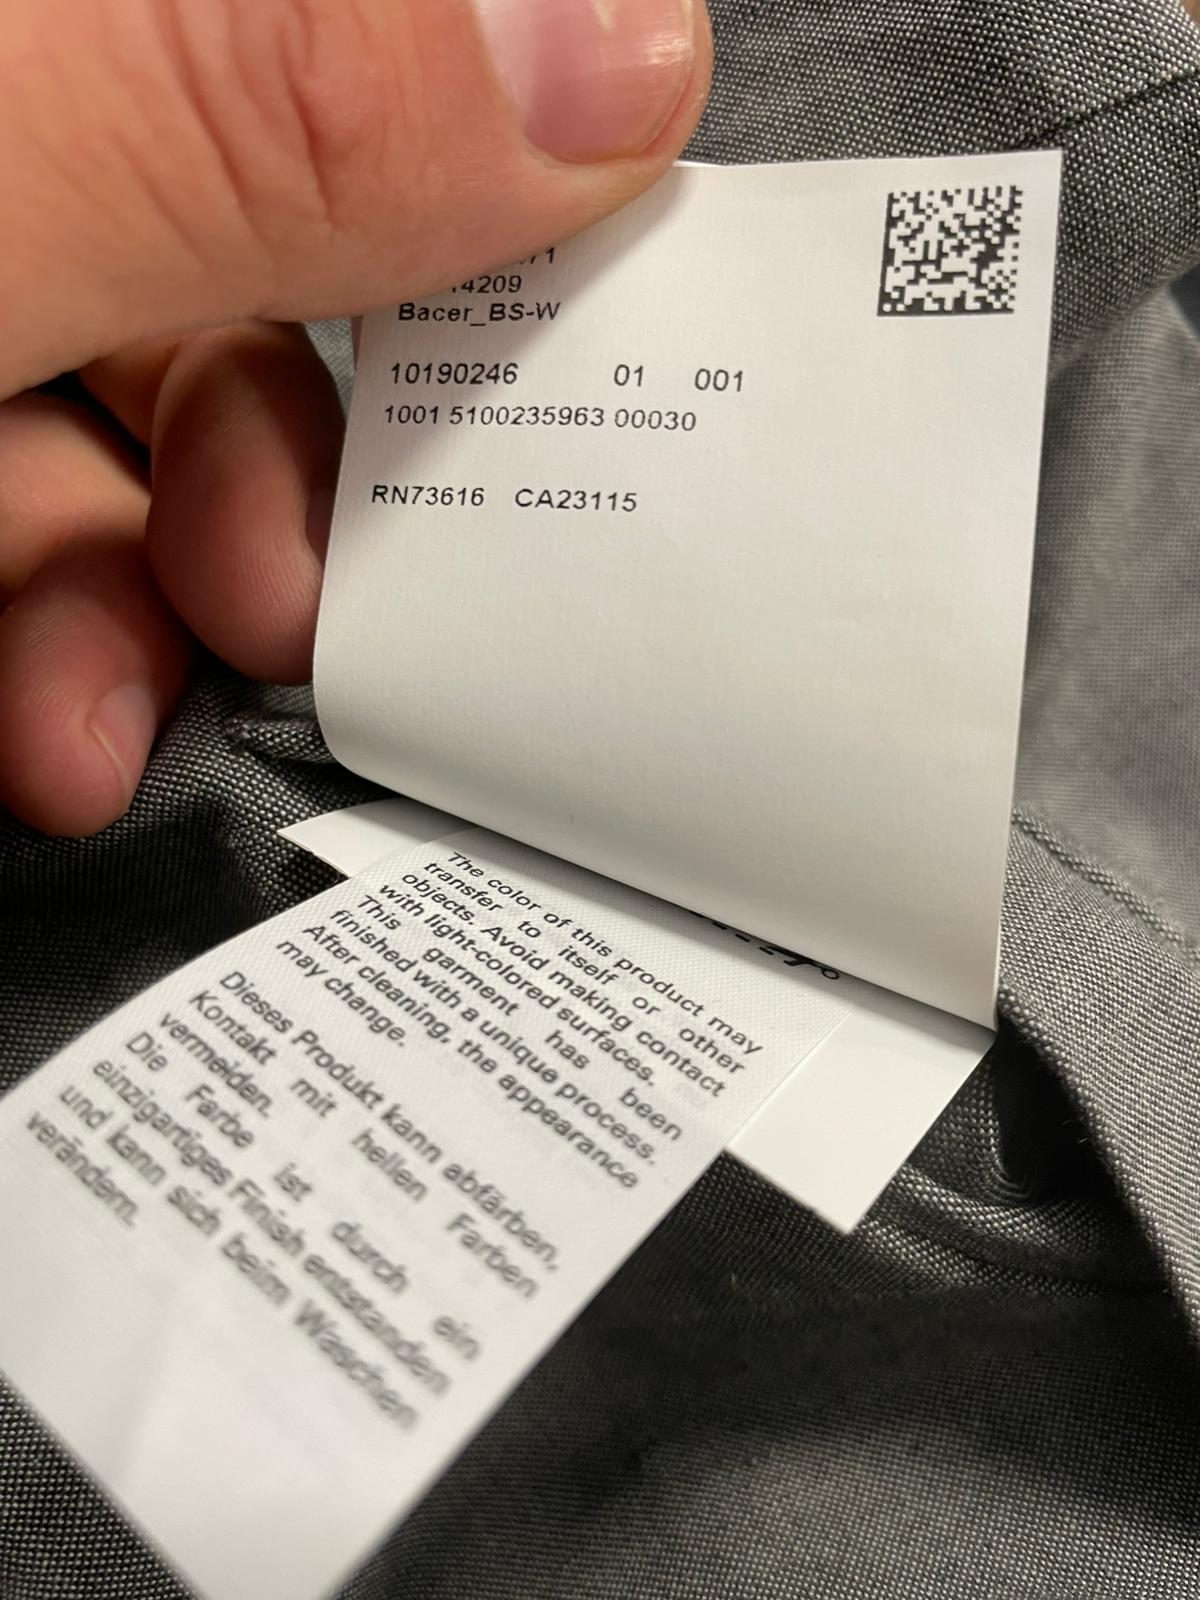 71
14209
Bacer_BS-W
10190246 01 001
1001 5100235963 00030
RN73616 CA23115
The color of this product may
transfer to itself or other
objects. Avoid making contact
with light-colored surfaces.
This garment has been
finished with a unique process.
After cleaning, the appearance
may change.
Dieses Produkt kann abfärben,
Kontakt mit hellen Farben
vermeiden.
Die Farbe ist durch ein
einzigartiges Finish entstanden
und kann sich beim Waschen
verändern.